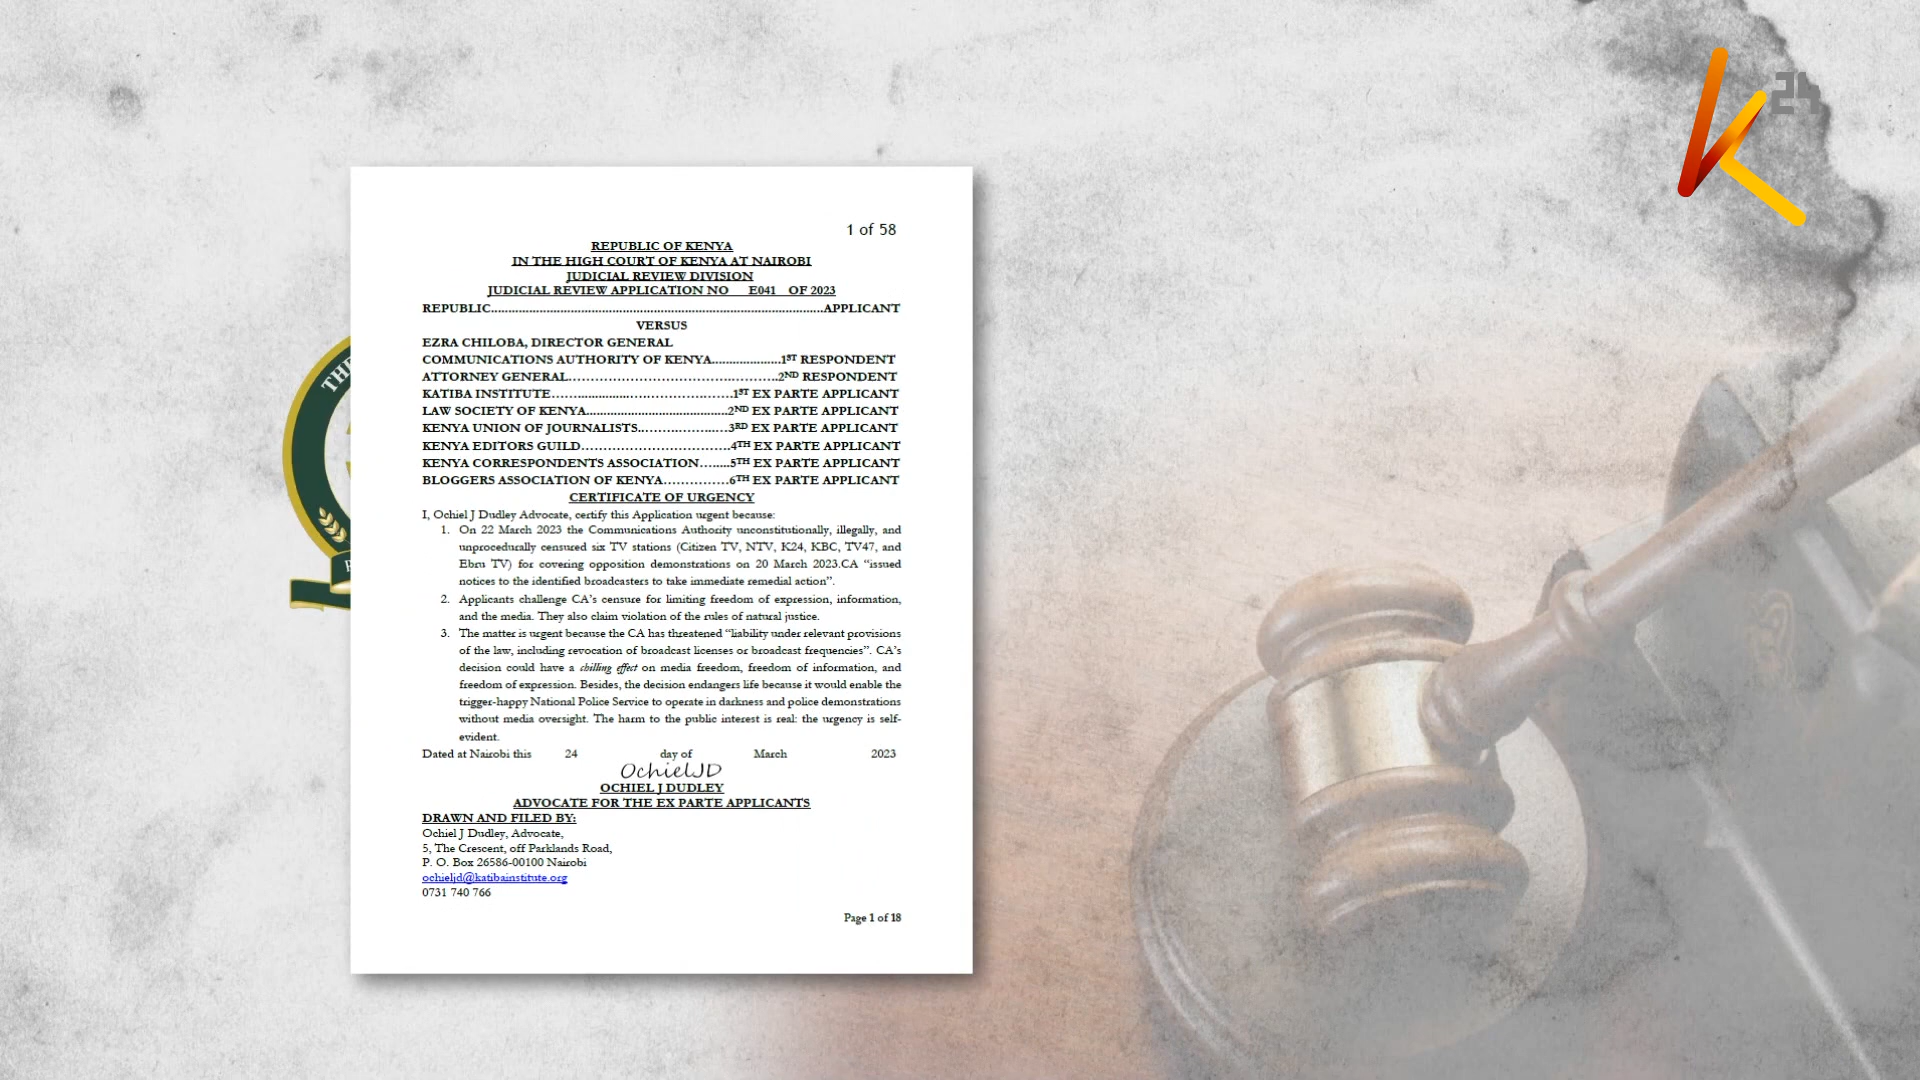 24
1 of 58
REPUBLIC OF KENYA
IN THE HIGH COURT OF KENYA AT NAIROBI
JUDICIAL REVIEW DIVISION
JUDICIAL REVIEW APPLICATION NO E041 OF 2023
REPUBLIC..........APPLICANT
VERSUS
EZRA CHILOBA, DIRECTOR GENERAL
COMMUNICATIONS AUTHORITY OF KENYA..........1ST RESPONDENT
ATTORNEY GENERAL..........2ND RESPONDENT
KATIBA INSTITUTE..........1ST EX PARTE APPLICANT
LAW SOCIETY OF KENYA..........2ND EX PARTE APPLICANT
KENYA UNION OF JOURNALISTS..........3RD EX PARTE APPLICANT
KENYA EDITORS GUILD..........4TH EX PARTE APPLICANT
KENYA CORRESPONDENTS ASSOCIATION..........5TH EX PARTE APPLICANT
BLOGGERS ASSOCIATION OF KENYA..........6TH EX PARTE APPLICANT
CERTIFICATE OF URGENCY
I, Ochiel J Dudley Advocate, certify this Application urgent because:
1. On 22 March 2023 the Communications Authority unconstitutionally, illegally, and
unprocedurally censured six TV stations (Citizen TV, NTV, K24, KBC, TV47, and
Ebru TV) for covering opposition demonstrations on 20 March 2023.CA “issued
notices to the identified broadcasters to take immediate remedial action”.
2. Applicants challenge CA’s censure for limiting freedom of expression, information,
and the media. They also claim violation of the rules of natural justice.
3. The matter is urgent because the CA has threatened “liability under relevant provisions
of the law, including revocation of broadcast licenses or broadcast frequencies”. CA’s
decision could have a chilling effect on media freedom, freedom of information, and
freedom of expression. Besides, the decision endangers life because it would enable the
trigger-happy National Police Service to operate in darkness and police demonstrations
without media oversight. The harm to the public interest is real: the urgency is self-
evident.
Dated at Nairobi this 24 day of March 2023
OchielJD
OCHIEL J DUDLEY
ADVOCATE FOR THE EX PARTE APPLICANTS
DRAWN AND FILED BY:
Ochiel J Dudley, Advocate,
5, The Crescent, off Parklands Road,
P. O. Box 26586-00100 Nairobi
ochieljd@katibainstitute.org
0731 740 766
Page 1 of 18
THE